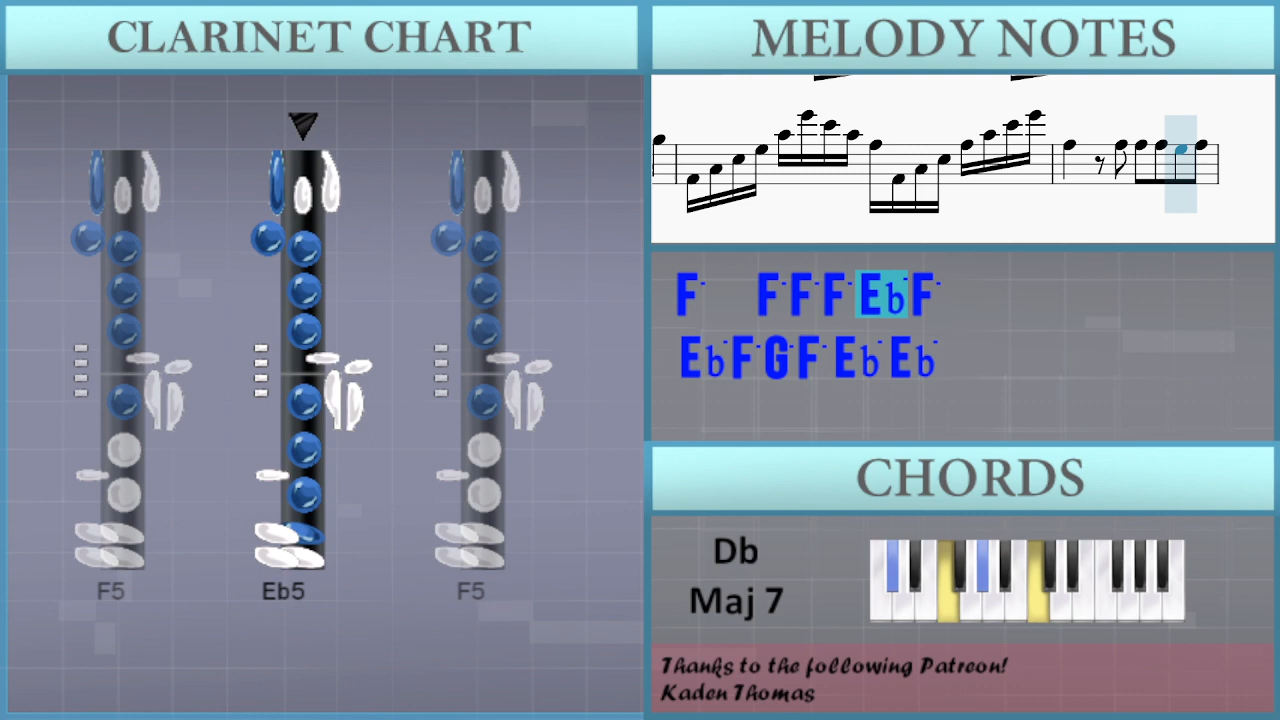 CLARINET CHART
F5 Eb5 F5
MELODY NOTES
F- F-F-F-Eb-F-
Eb-F-G-F-Eb-Eb-
CHORDS
Db
Maj 7
Thanks to the following Patreon!
Kaden Thomas